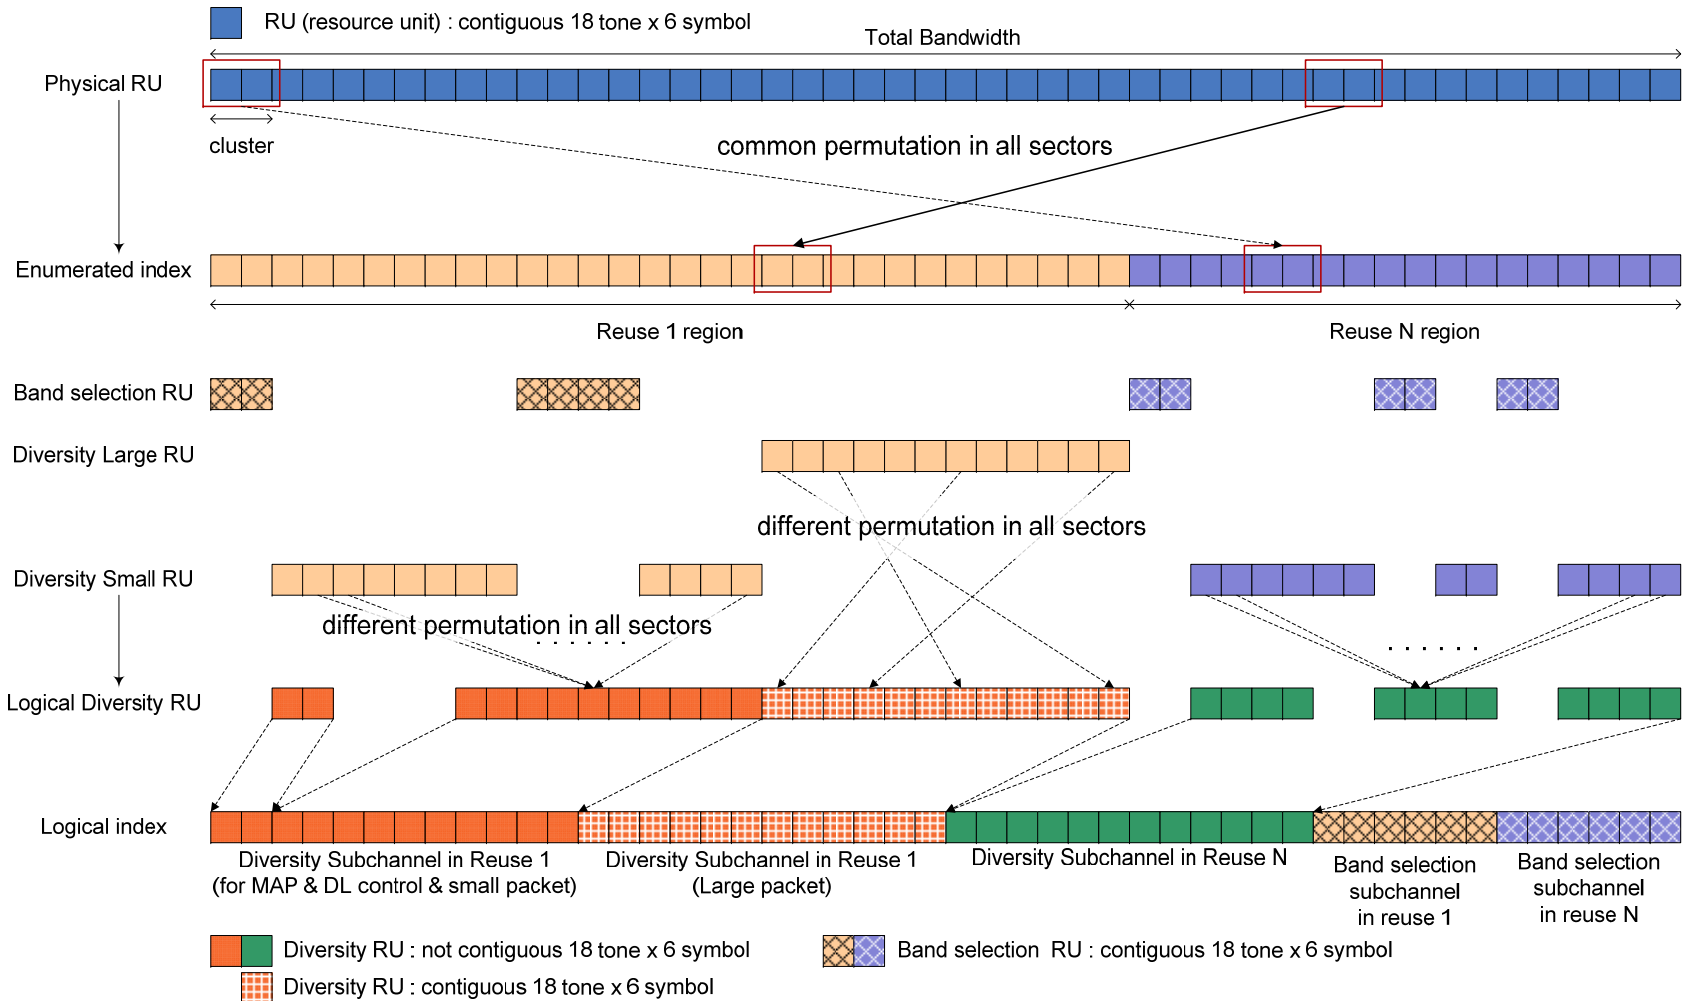 RU (resource unit) : contiguous 18 tone x 6 symbol
Total Bandwidth
Physical RU
cluster
common permutation in all sectors
Enumerated index
Reuse 1 region
Reuse N region
Band selection RU
Diversity Large RU
different permutation in all sectors
Diversity Small RU
different permutation in all sectors
. . . . . .
. . . . . .
Logical Diversity RU
Logical index
Diversity Subchannel in Reuse 1
(for MAP & DL control & small packet)
Diversity Subchannel in Reuse 1
(Large packet)
Diversity Subchannel in Reuse N
Band selection
subchannel
in reuse 1
Band selection
subchannel
in reuse N
Diversity RU : not contiguous 18 tone x 6 symbol
Band selection RU : contiguous 18 tone x 6 symbol
Diversity RU : contiguous 18 tone x 6 symbol